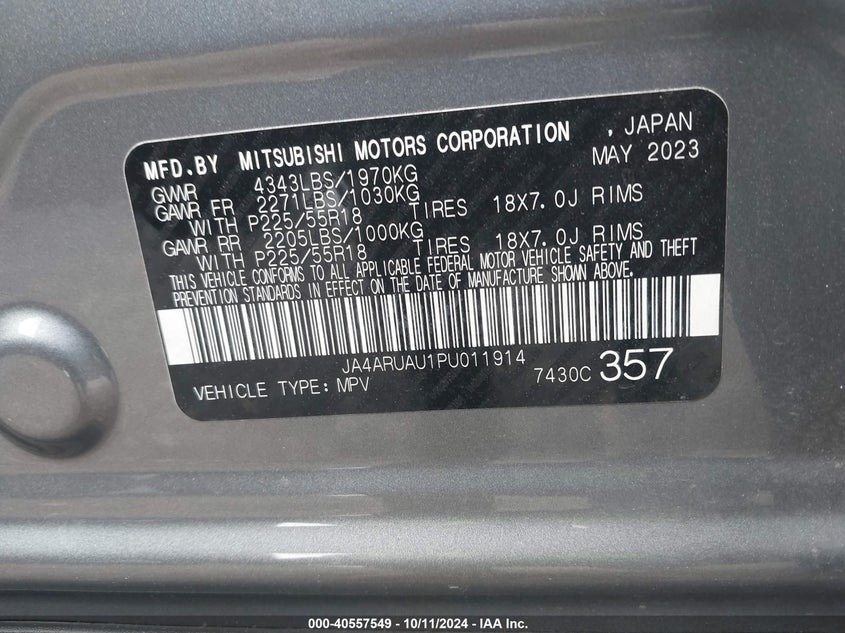 MFD.BY MITSUBISHI MOTORS CORPORATION , JAPAN
GVWR 4343LBS/1970KG MAY 2023
GAWR FR 2271LBS/1030KG
WITH P225/55R18 TIRES 18X7.0J RIMS
GAWR RR 2205LBS/1000KG
WITH P225/55R18 TIRES 18X7.0J RIMS
THIS VEHICLE CONFORMS TO ALL APPLICABLE FEDERAL MOTOR VEHICLE SAFETY AND THEFT
PREVENTION STANDARDS IN EFFECT ON THE DATE OF MANUFACTURE SHOWN ABOVE.
JA4ARUAU1PU011914
VEHICLE TYPE: MPV 7430C 357
000-40557549 - 10/11/2024 - IAA Inc.